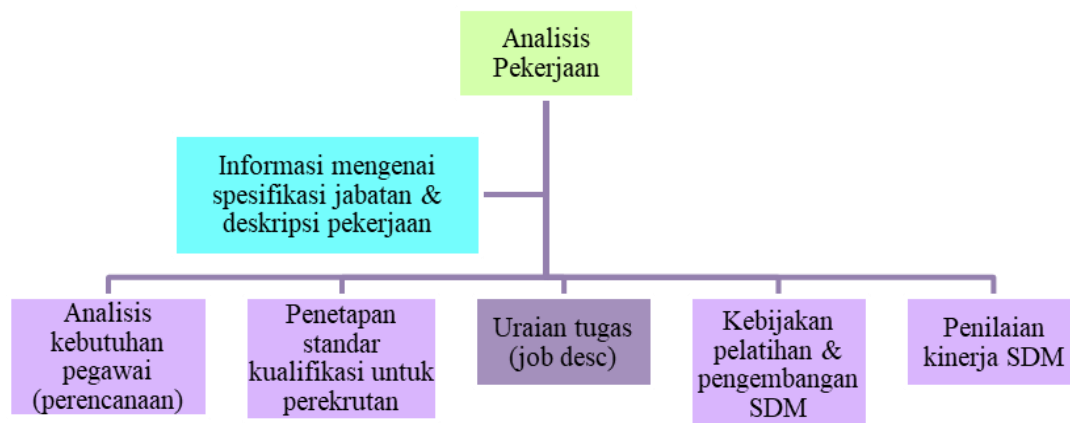 Analisis
Pekerjaan
Informasi mengenai
spesifikasi jabatan &
deskripsi pekerjaan
Analisis
kebutuhan
pegawai
(perencanaan)
Penetapan
standar
kualifikasi untuk
perekrutan
Uraian tugas
(job desc)
Kebijakan
pelatihan &
pengembangan
SDM
Penilaian
kinerja SDM